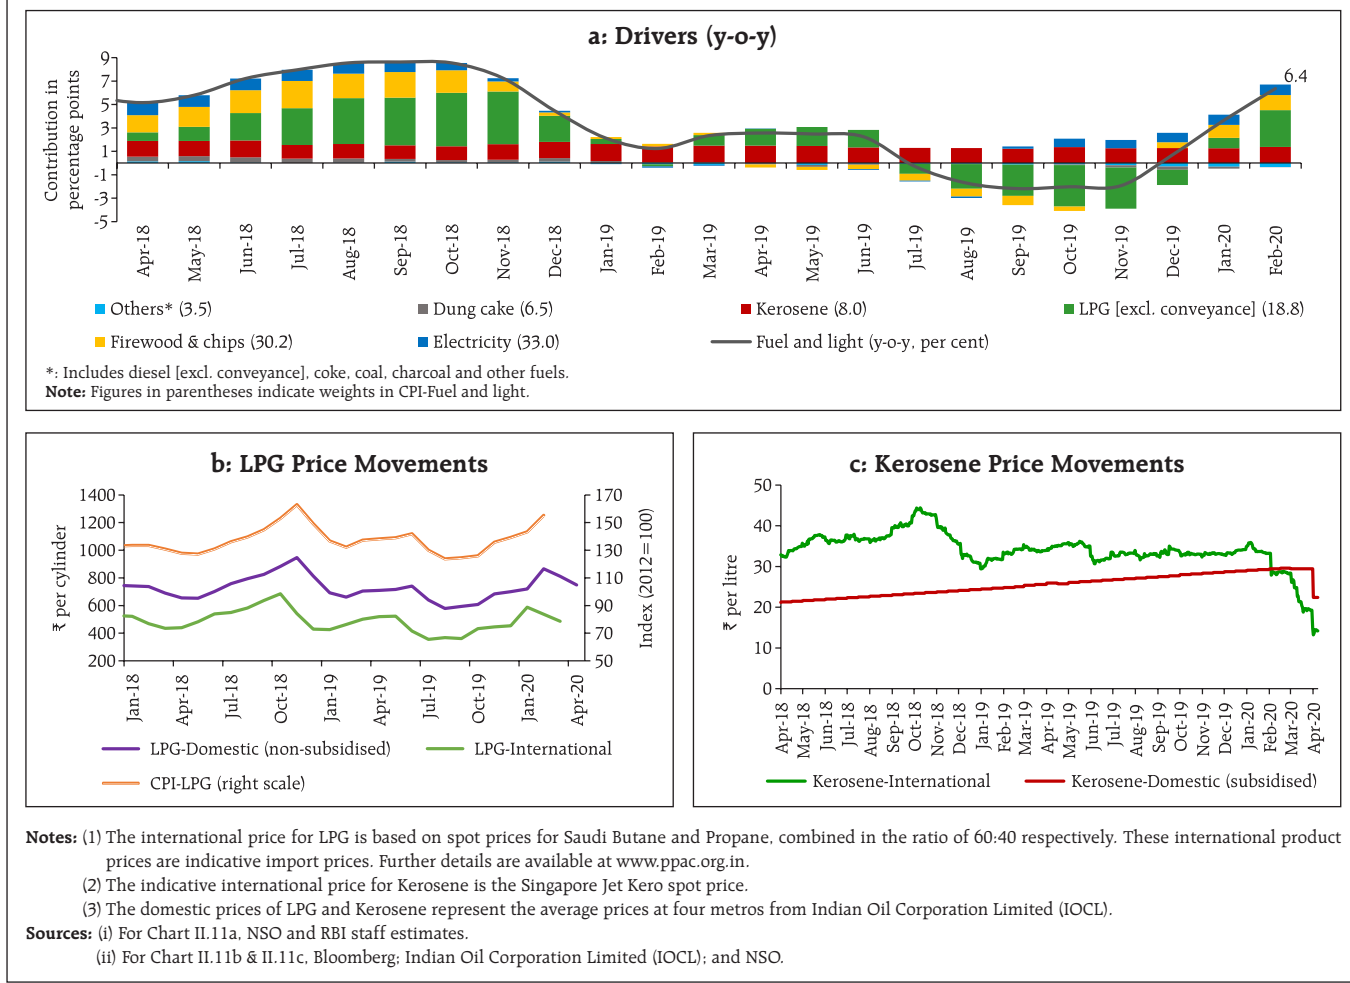 a: Drivers (y-o-y)
Contribution in
percentage points
9
7
5
3
1
-1
-3
-5
6.4
Apr-18
May-18
Jun-18
Jul-18
Aug-18
Sep-18
Oct-18
Nov-18
Dec-18
Jan-19
Feb-19
Mar-19
Apr-19
May-19
Jun-19
Jul-19
Aug-19
Sep-19
Oct-19
Nov-19
Dec-19
Jan-20
Feb-20
Others* (3.5)
Dung cake (6.5)
Kerosene (8.0)
LPG [excl. conveyance] (18.8)
Firewood & chips (30.2)
Electricity (33.0)
Fuel and light (y-o-y, per cent)
*: Includes diesel [excl. conveyance], coke, coal, charcoal and other fuels.
Note: Figures in parentheses indicate weights in CPI-Fuel and light.
b: LPG Price Movements
₹ per cylinder
1400
1200
1000
800
600
400
200
170
150
130
110
90
70
50
Index (2012=100)
Jan-18
Apr-18
Jul-18
Oct-18
Jan-19
Apr-19
Jul-19
Oct-19
Jan-20
Apr-20
LPG-Domestic (non-subsidised)
LPG-International
CPI-LPG (right scale)
c: Kerosene Price Movements
₹ per litre
50
40
30
20
10
0
Apr-18
May-18
Jun-18
Jul-18
Aug-18
Sep-18
Oct-18
Nov-18
Dec-18
Jan-19
Feb-19
Mar-19
Apr-19
May-19
Jun-19
Jul-19
Aug-19
Sep-19
Oct-19
Nov-19
Dec-19
Jan-20
Feb-20
Mar-20
Apr-20
Kerosene-International
Kerosene-Domestic (subsidised)
Notes: (1) The international price for LPG is based on spot prices for Saudi Butane and Propane, combined in the ratio of 60:40 respectively. These international product
prices are indicative import prices. Further details are available at www.ppac.org.in.
(2) The indicative international price for Kerosene is the Singapore Jet Kero spot price.
(3) The domestic prices of LPG and Kerosene represent the average prices at four metros from Indian Oil Corporation Limited (IOCL).
Sources: (i) For Chart II.11a, NSO and RBI staff estimates.
(ii) For Chart II.11b & II.11c, Bloomberg; Indian Oil Corporation Limited (IOCL); and NSO.